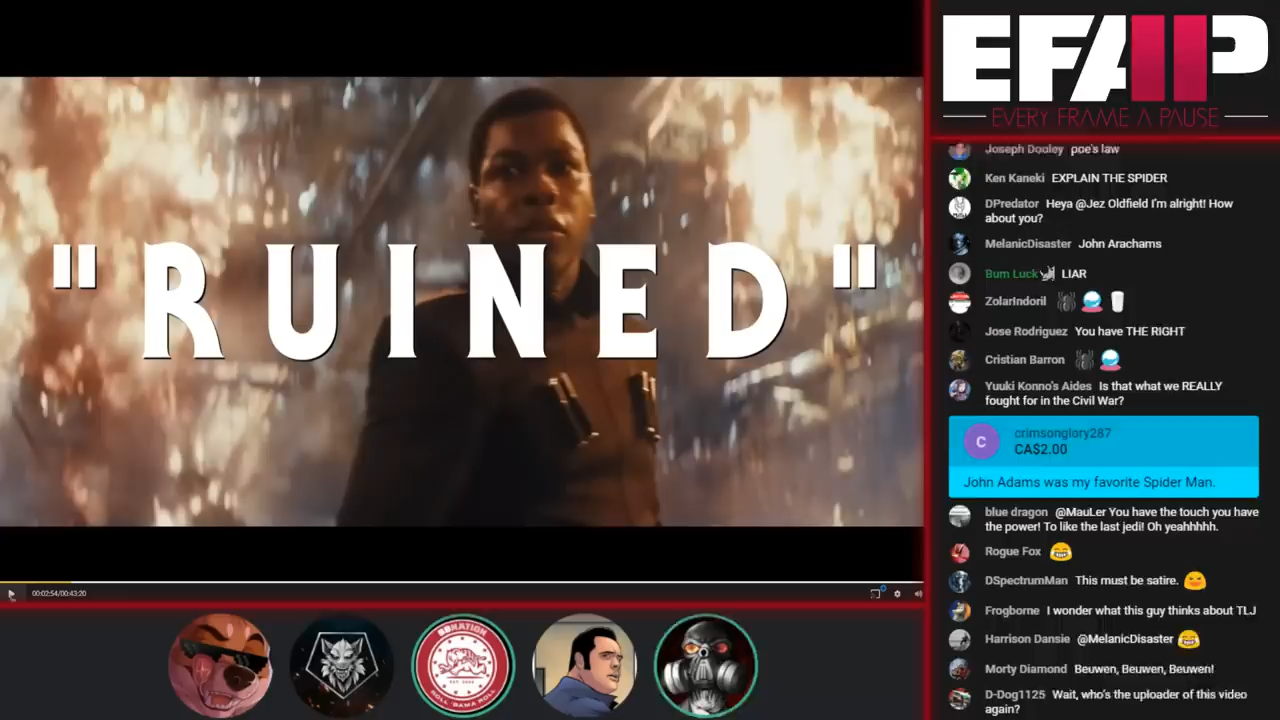 "RUINED"
00:02:54/00:43:20
BBNATION
EST 2002
ROLL 'BAMA ROLL
EFAP
EVERY FRAME A PAUSE
Joseph Dooley poe's law
Ken Kaneki EXPLAIN THE SPIDER
DPredator Heya @Jez Oldfield I'm alright! How
about you?
MelanicDisaster John Arachams
Bum Luck LIAR
ZolarIndoril 🕷🔮🥛
Jose Rodriguez You have THE RIGHT
Cristian Barron 🕷🔮
Yuuki Konno's Aides Is that what we REALLY
fought for in the Civil War?
C
crimsonglory287
CA$2.00
John Adams was my favorite Spider Man.
blue dragon @MauLer You have the touch you have
the power! To like the last jedi! Oh yeahhhhh.
Rogue Fox 😂
DSpectrumMan This must be satire. 😠
Frogborne I wonder what this guy thinks about TLJ
Harrison Dansie @MelanicDisaster 😂
Morty Diamond Beuwen, Beuwen, Beuwen!
D-Dog1125 Wait, who's the uploader of this video
again?